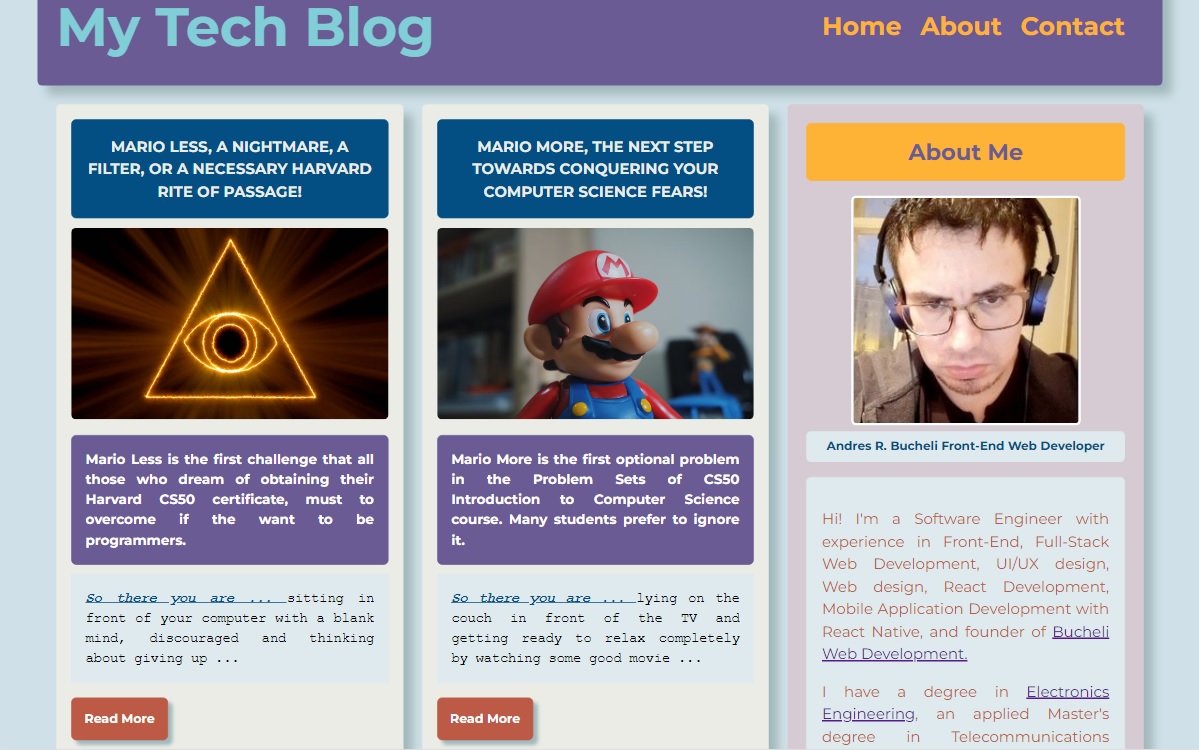 My Tech Blog
Home About Contact
MARIO LESS, A NIGHTMARE, A
FILTER, OR A NECESSARY HARVARD
RITE OF PASSAGE!
Mario Less is the first challenge that all
those who dream of obtaining their
Harvard CS50 certificate, must to
overcome if the want to be
programmers.
So there you are ... sitting in
front of your computer with a blank
mind, discouraged and thinking
about giving up ...
Read More
MARIO MORE, THE NEXT STEP
TOWARDS CONQUERING YOUR
COMPUTER SCIENCE FEARS!
M
Mario More is the first optional problem
in the Problem Sets of CS50
Introduction to Computer Science
course. Many students prefer to ignore
it.
So there you are ... lying on the
couch in front of the TV and
getting ready to relax completely
by watching some good movie ...
Read More
About Me
Andres R. Bucheli Front-End Web Developer
Hi! I'm a Software Engineer with
experience in Front-End, Full-Stack
Web Development, UI/UX design,
Web design, React Development,
Mobile Application Development with
React Native, and founder of Bucheli
Web Development.
I have a degree in Electronics
Engineering, an applied Master's
degree in Telecommunications